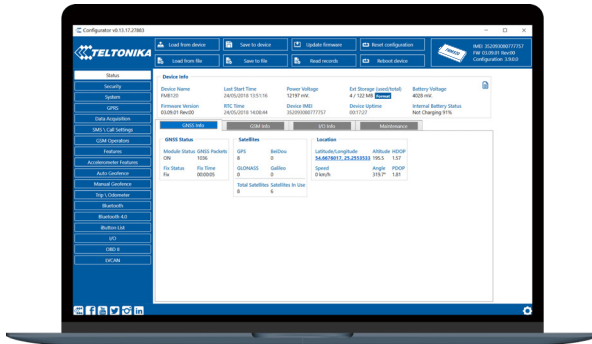 Configurator v0.13.17.27883
TELTONIKA
Load from device
Save to device
Update firmware
Reset configuration
Load from file
Save to file
Read records
Reboot device
IMEI 352093080777757
FW 03.09.01 Rev:00
Configuration 3.9.0.0
Status
Security
System
GPRS
Data Acquisition
SMS \ Call Settings
GSM Operators
Features
Accelerometer Features
Auto Geofence
Manual Geofence
Trip \ Odometer
Bluetooth
Bluetooth 4.0
iButton List
I/O
OBD II
LVCAN
Device Info
Device Name
FMB120
Last Start Time
24/05/2018 13:51:16
Power Voltage
12197 mV.
Ext Storage (used/total)
4 / 122 MB Format
Battery Voltage
4028 mV.
Firmware Version
03.09.01 Rev:00
RTC Time
24/05/2018 14:08:44
Device IMEI
352093080777757
Device Uptime
00:17:27
Internal Battery Status
Not Charging 91%
GNSS Info
GSM Info
I/O Info
Maintenance
GNSS Status
Module Status GNSS Packets
ON 1036
Fix Status Fix Time
Fix 00:00:05
Satellites
GPS BeiDou
8 0
GLONASS Galileo
0 0
Total Satellites Satellites in Use
8 6
Location
Latitude/Longitude Altitude HDOP
54.6676017, 25.2553533 195.5 1.57
Speed Angle PDOP
0 km/h 319.7° 1.81